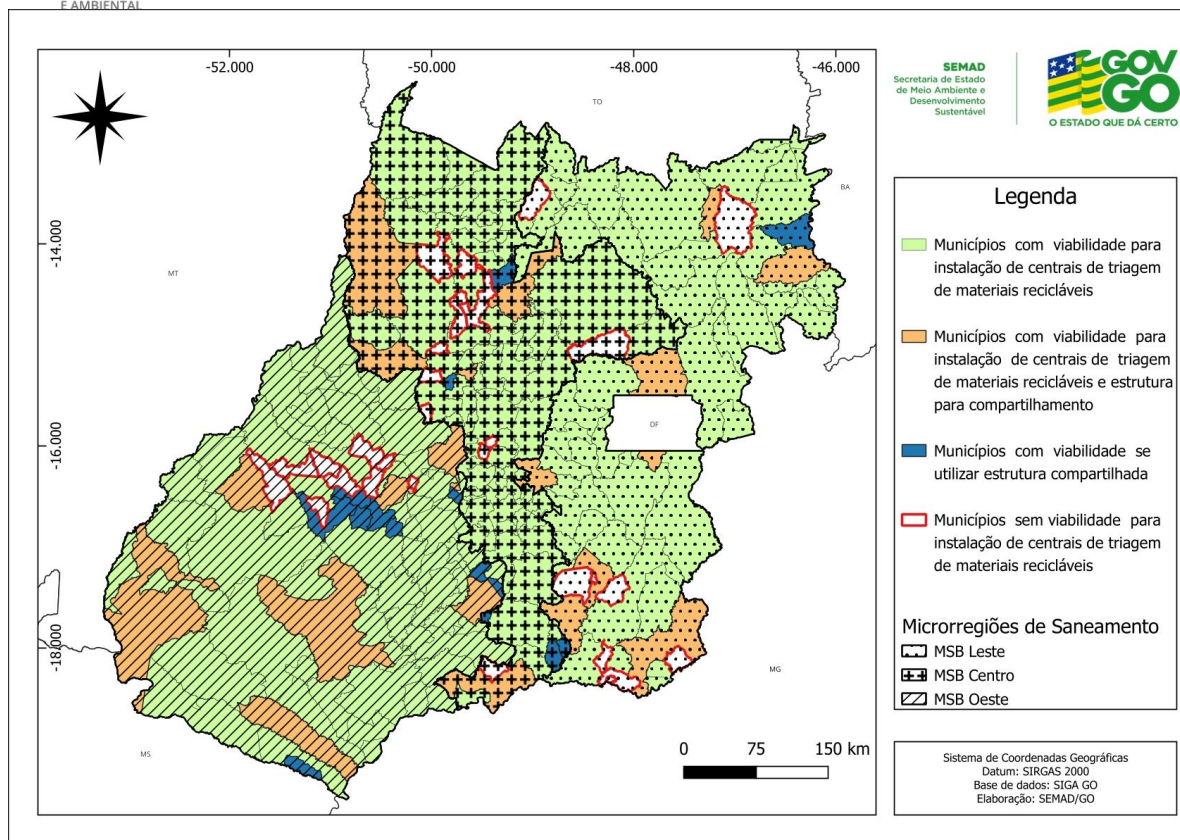 E AMBIENTAL
-52.000
-50.000
-48.000
-46.000
-14.000
-16.000
-18.000
TO
BA
MT
DF
MG
MS
0 75 150 km
SEMAD
Secretaria de Estado
de Meio Ambiente e
Desenvolvimento
Sustentável
GOV
GO
O ESTADO QUE DÁ CERTO
Legenda
Municípios com viabilidade para
instalação de centrais de triagem
de materiais recicláveis
Municípios com viabilidade para
instalação de centrais de triagem
de materiais recicláveis e estrutura
para compartilhamento
Municípios com viabilidade se
utilizar estrutura compartilhada
Municípios sem viabilidade para
instalação de centrais de triagem
de materiais recicláveis
Microrregiões de Saneamento
MSB Leste
MSB Centro
MSB Oeste
Sistema de Coordenadas Geográficas
Datum: SIRGAS 2000
Base de dados: SIGA GO
Elaboração: SEMAD/GO